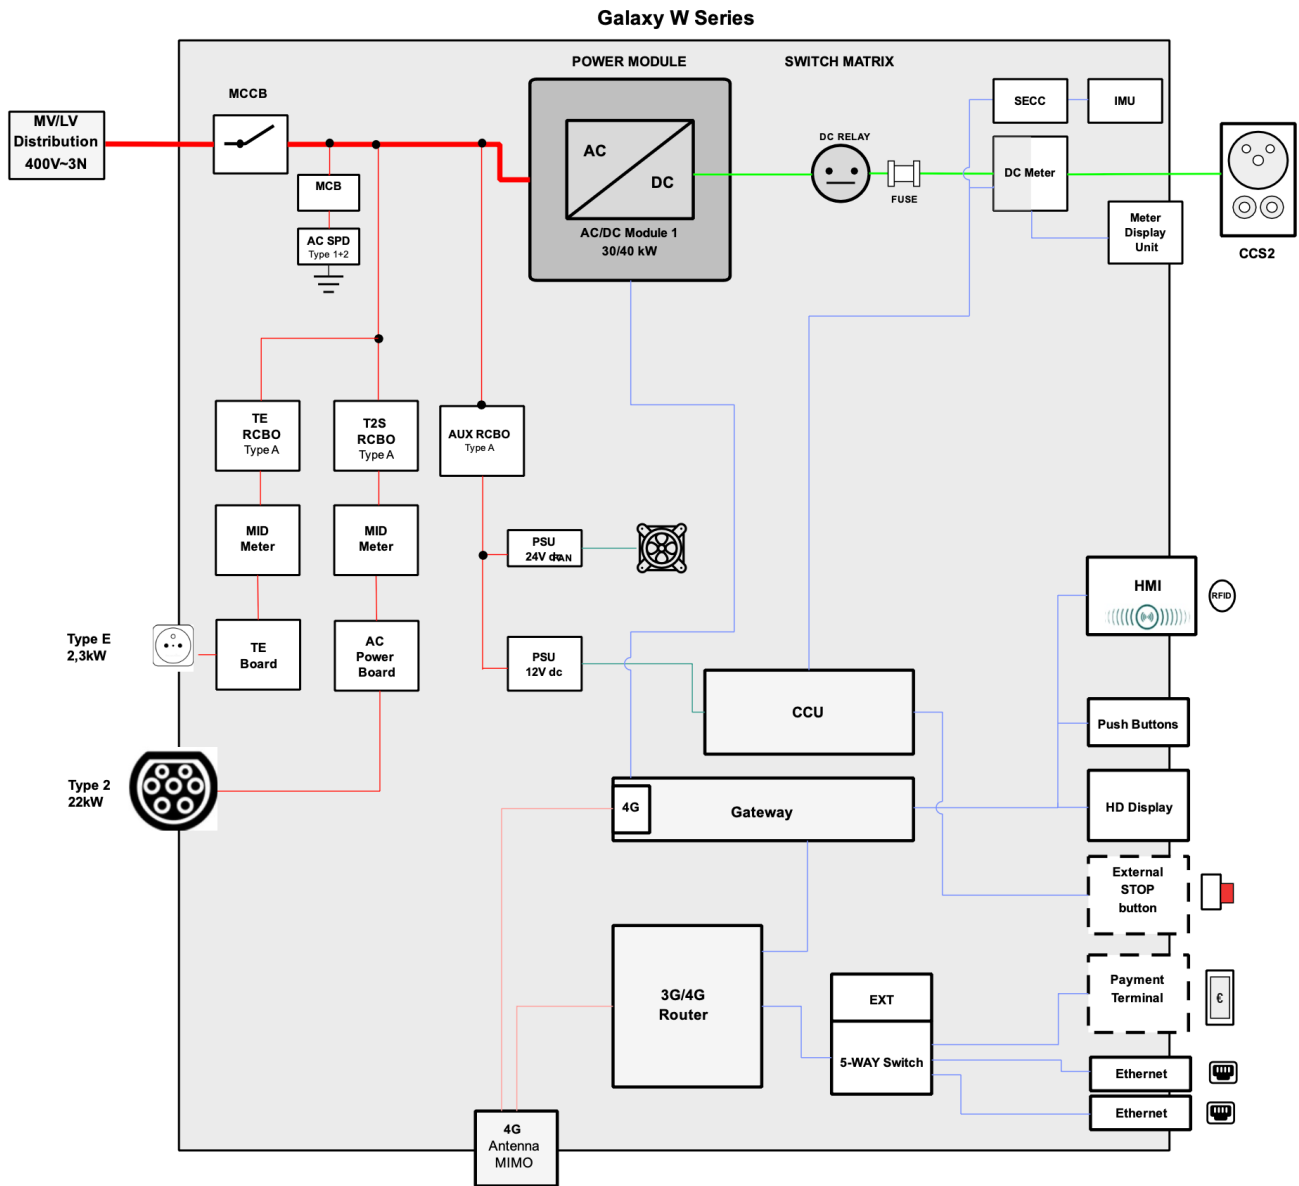 Galaxy W Series
POWER MODULE
SWITCH MATRIX
MCCB
MV/LV
Distribution
400V~3N
MCB
AC SPD
Type 1+2
AC
DC
AC/DC Module 1
30/40 kW
DC RELAY
FUSE
SECC
IMU
DC Meter
Meter
Display
Unit
CCS2
TE
RCBO
Type A
T2S
RCBO
Type A
AUX RCBO
Type A
MID
Meter
MID
Meter
PSU
24V dc
FAN
HMI
RFID
Type E
2,3kW
TE
Board
AC
Power
Board
PSU
12V dc
CCU
Push Buttons
Type 2
22kW
4G
Gateway
HD Display
External
STOP
button
3G/4G
Router
EXT
5-WAY Switch
Payment
Terminal
€
Ethernet
Ethernet
4G
Antenna
MIMO